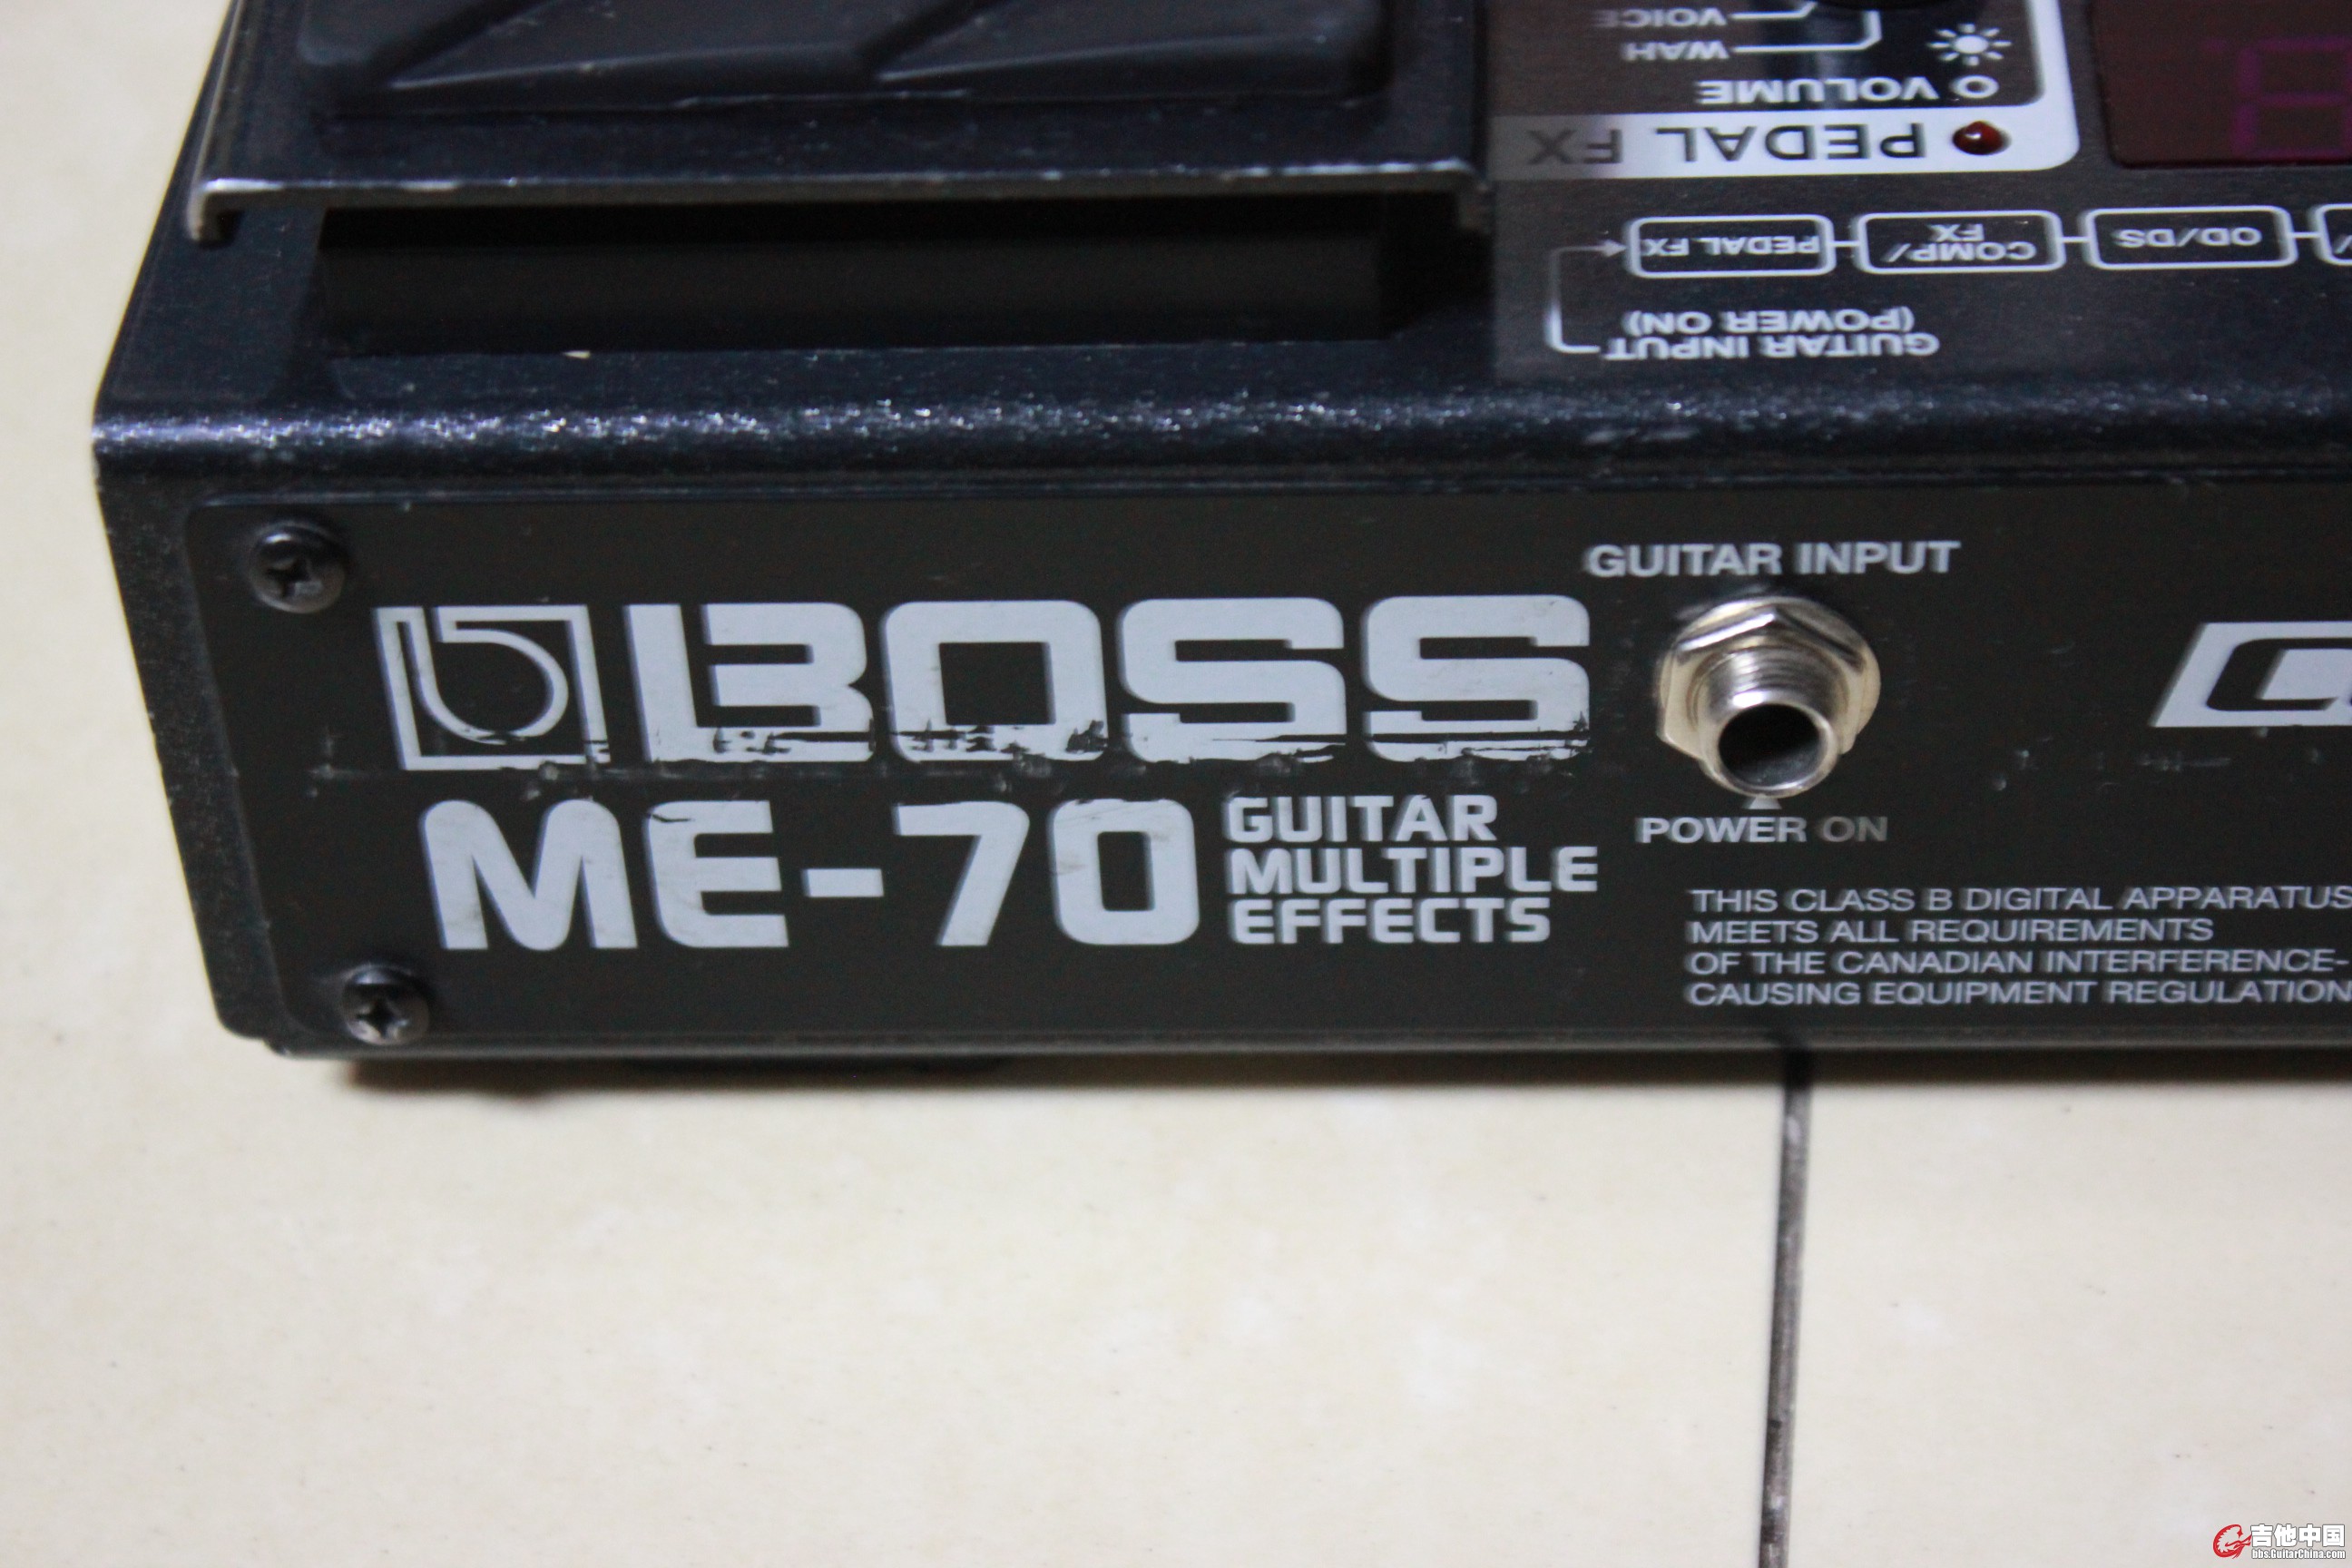 VOICE
WAH
VOLUME
PEDAL FX
PEDAL FX
COMP/
FX
OD/DS
GUITAR INPUT
(POWER ON)
GUITAR INPUT
BOSS
ME-70
GUITAR
MULTIPLE
EFFECTS
POWER ON
THIS CLASS B DIGITAL APPARATUS
MEETS ALL REQUIREMENTS
OF THE CANADIAN INTERFERENCE-
CAUSING EQUIPMENT REGULATION
吉他中国
bbs.GuitarChina.com